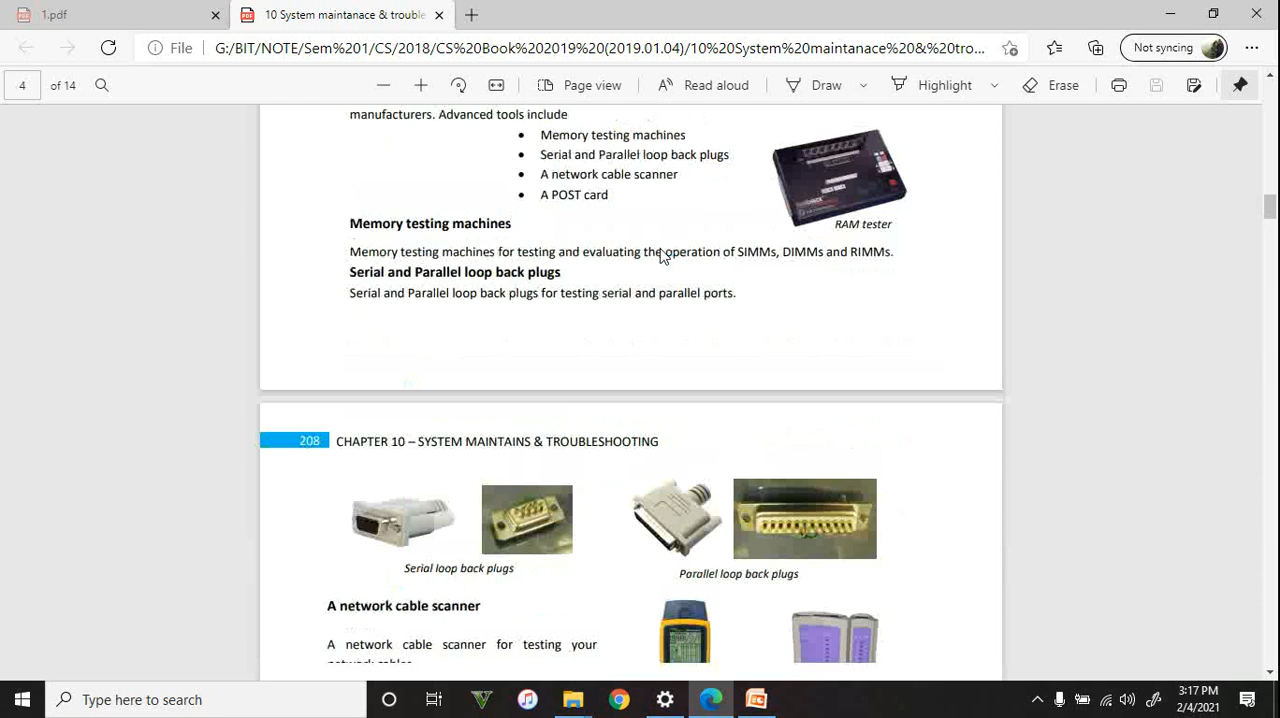 1.pdf
10 System maintanace & trouble
File
G:/BIT/NOTE/Sem%201/CS/2018/CS%20Book%202019%20(2019.01.04)/10%20System%20maintanace%20&%20tro...
Not syncing
4 of 14
Page view
Read aloud
Draw
Highlight
Erase
manufacturers. Advanced tools include
• Memory testing machines
• Serial and Parallel loop back plugs
• A network cable scanner
• A POST card
Memory testing machines
RAM tester
Memory testing machines for testing and evaluating the operation of SIMMs, DIMMs and RIMMs.
Serial and Parallel loop back plugs
Serial and Parallel loop back plugs for testing serial and parallel ports.
208 CHAPTER 10 – SYSTEM MAINTAINS & TROUBLESHOOTING
Serial loop back plugs
Parallel loop back plugs
A network cable scanner
A network cable scanner for testing your
network cables
Type here to search
3:17 PM
2/4/2021